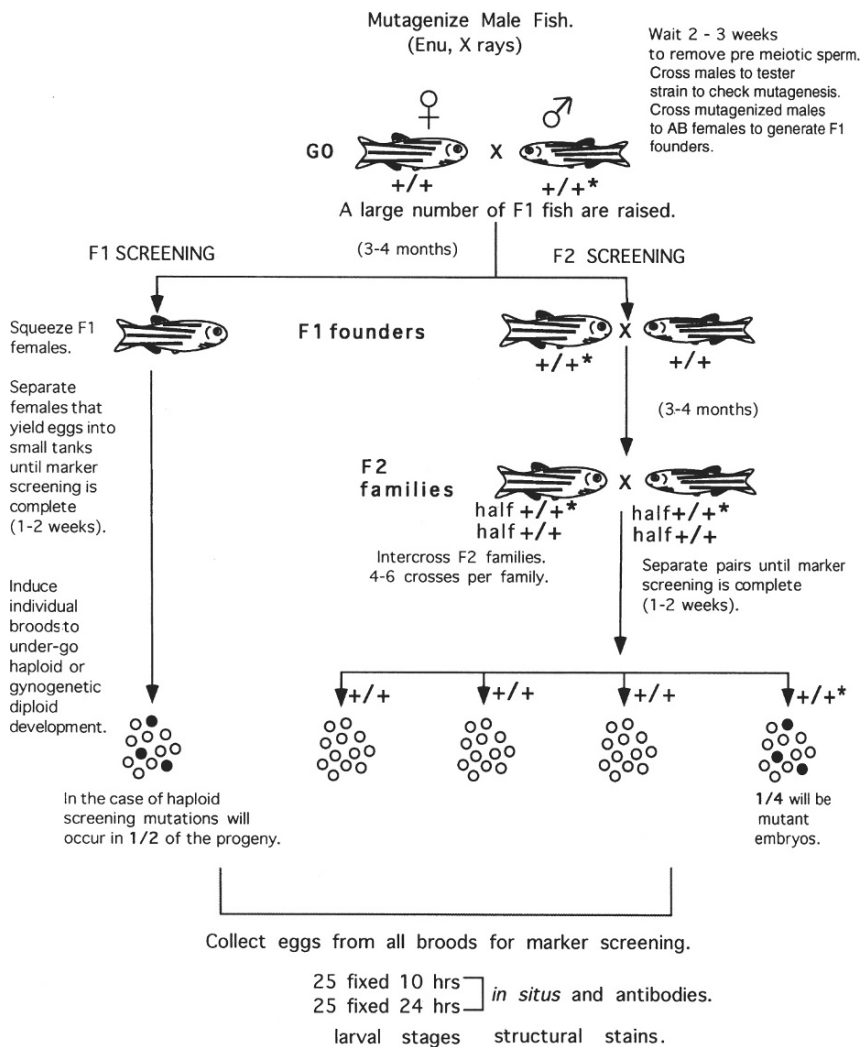 Mutagenize Male Fish.
(Enu, X rays)
Wait 2 - 3 weeks
to remove pre meiotic sperm.
Cross males to tester
strain to check mutagenesis.
Cross mutagenized males
to AB females to generate F1
founders.
♀ ♂
GO X
+/+ +/+*
A large number of F1 fish are raised.
F1 SCREENING (3-4 months) F2 SCREENING
Squeeze F1
females.
F1 founders X
+/+* +/+
Separate
females that
yield eggs into
small tanks
until marker
screening is
complete
(1-2 weeks).
(3-4 months)
F2
families
X
half +/+* half +/+*
half +/+ half +/+
Intercross F2 families.
4-6 crosses per family.
Separate pairs until marker
screening is complete
(1-2 weeks).
Induce
individual
broods to
under-go
haploid or
gynogenetic
diploid
development.
+/+ +/+ +/+ +/+*
In the case of haploid
screening mutations will
occur in 1/2 of the progeny.
1/4 will be
mutant
embryos.
Collect eggs from all broods for marker screening.
25 fixed 10 hrs
25 fixed 24 hrs
in situs and antibodies.
larval stages structural stains.